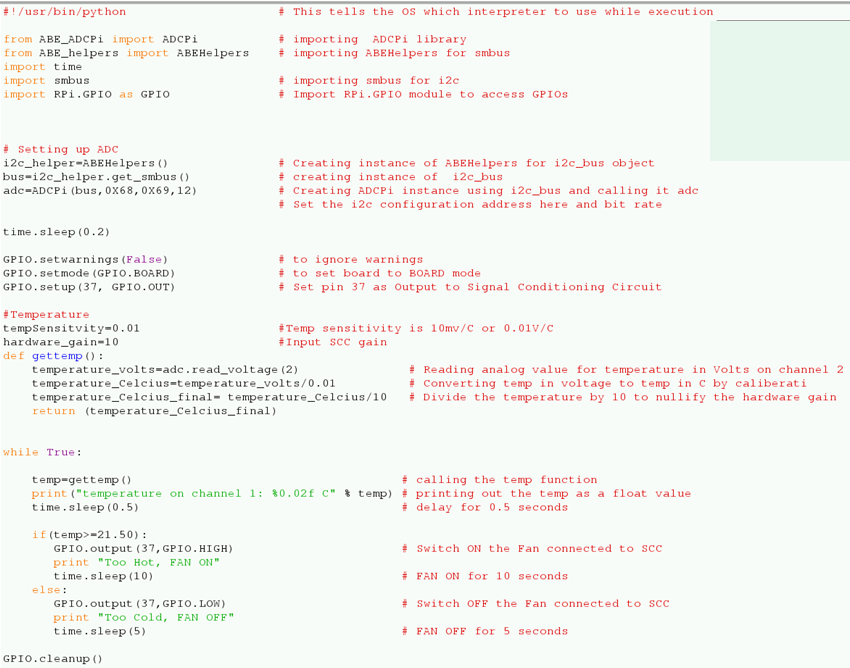 #!/usr/bin/python # This tells the OS which interpreter to use while execution
from ABE_ADCPi import ADCPi # importing ADCPi library
from ABE_helpers import ABEHelpers # importing ABEHelpers for smbus
import time
import smbus # importing smbus for i2c
import RPi.GPIO as GPIO # Import RPi.GPIO module to access GPIOs
# Setting up ADC
i2c_helper=ABEHelpers() # Creating instance of ABEHelpers for i2c_bus object
bus=i2c_helper.get_smbus() # creating instance of i2c_bus
adc=ADCPi(bus,0X68,0X69,12) # Creating ADCPi instance using i2c_bus and calling it adc
# Set the i2c configuration address here and bit rate
time.sleep(0.2)
GPIO.setwarnings(False) # to ignore warnings
GPIO.setmode(GPIO.BOARD) # to set board to BOARD mode
GPIO.setup(37, GPIO.OUT) # Set pin 37 as Output to Signal Conditioning Circuit
#Temperature
tempSensitvity=0.01 #Temp sensitivity is 10mv/C or 0.01V/C
hardware_gain=10 #Input SCC gain
def gettemp():
temperature_volts=adc.read_voltage(2) # Reading analog value for temperature in Volts on channel 2
temperature_Celcius=temperature_volts/0.01 # Converting temp in voltage to temp in C by caliberati
temperature_Celcius_final= temperature_Celcius/10 # Divide the temperature by 10 to nullify the hardware gain
return (temperature_Celcius_final)
while True:
temp=gettemp() # calling the temp function
print("temperature on channel 1: %0.02f C" % temp) # printing out the temp as a float value
time.sleep(0.5) # delay for 0.5 seconds
if(temp>=21.50):
GPIO.output(37,GPIO.HIGH) # Switch ON the Fan connected to SCC
print "Too Hot, FAN ON"
time.sleep(10) # FAN ON for 10 seconds
else:
GPIO.output(37,GPIO.LOW) # Switch OFF the Fan connected to SCC
print "Too Cold, FAN OFF"
time.sleep(5) # FAN OFF for 5 seconds
GPIO.cleanup()